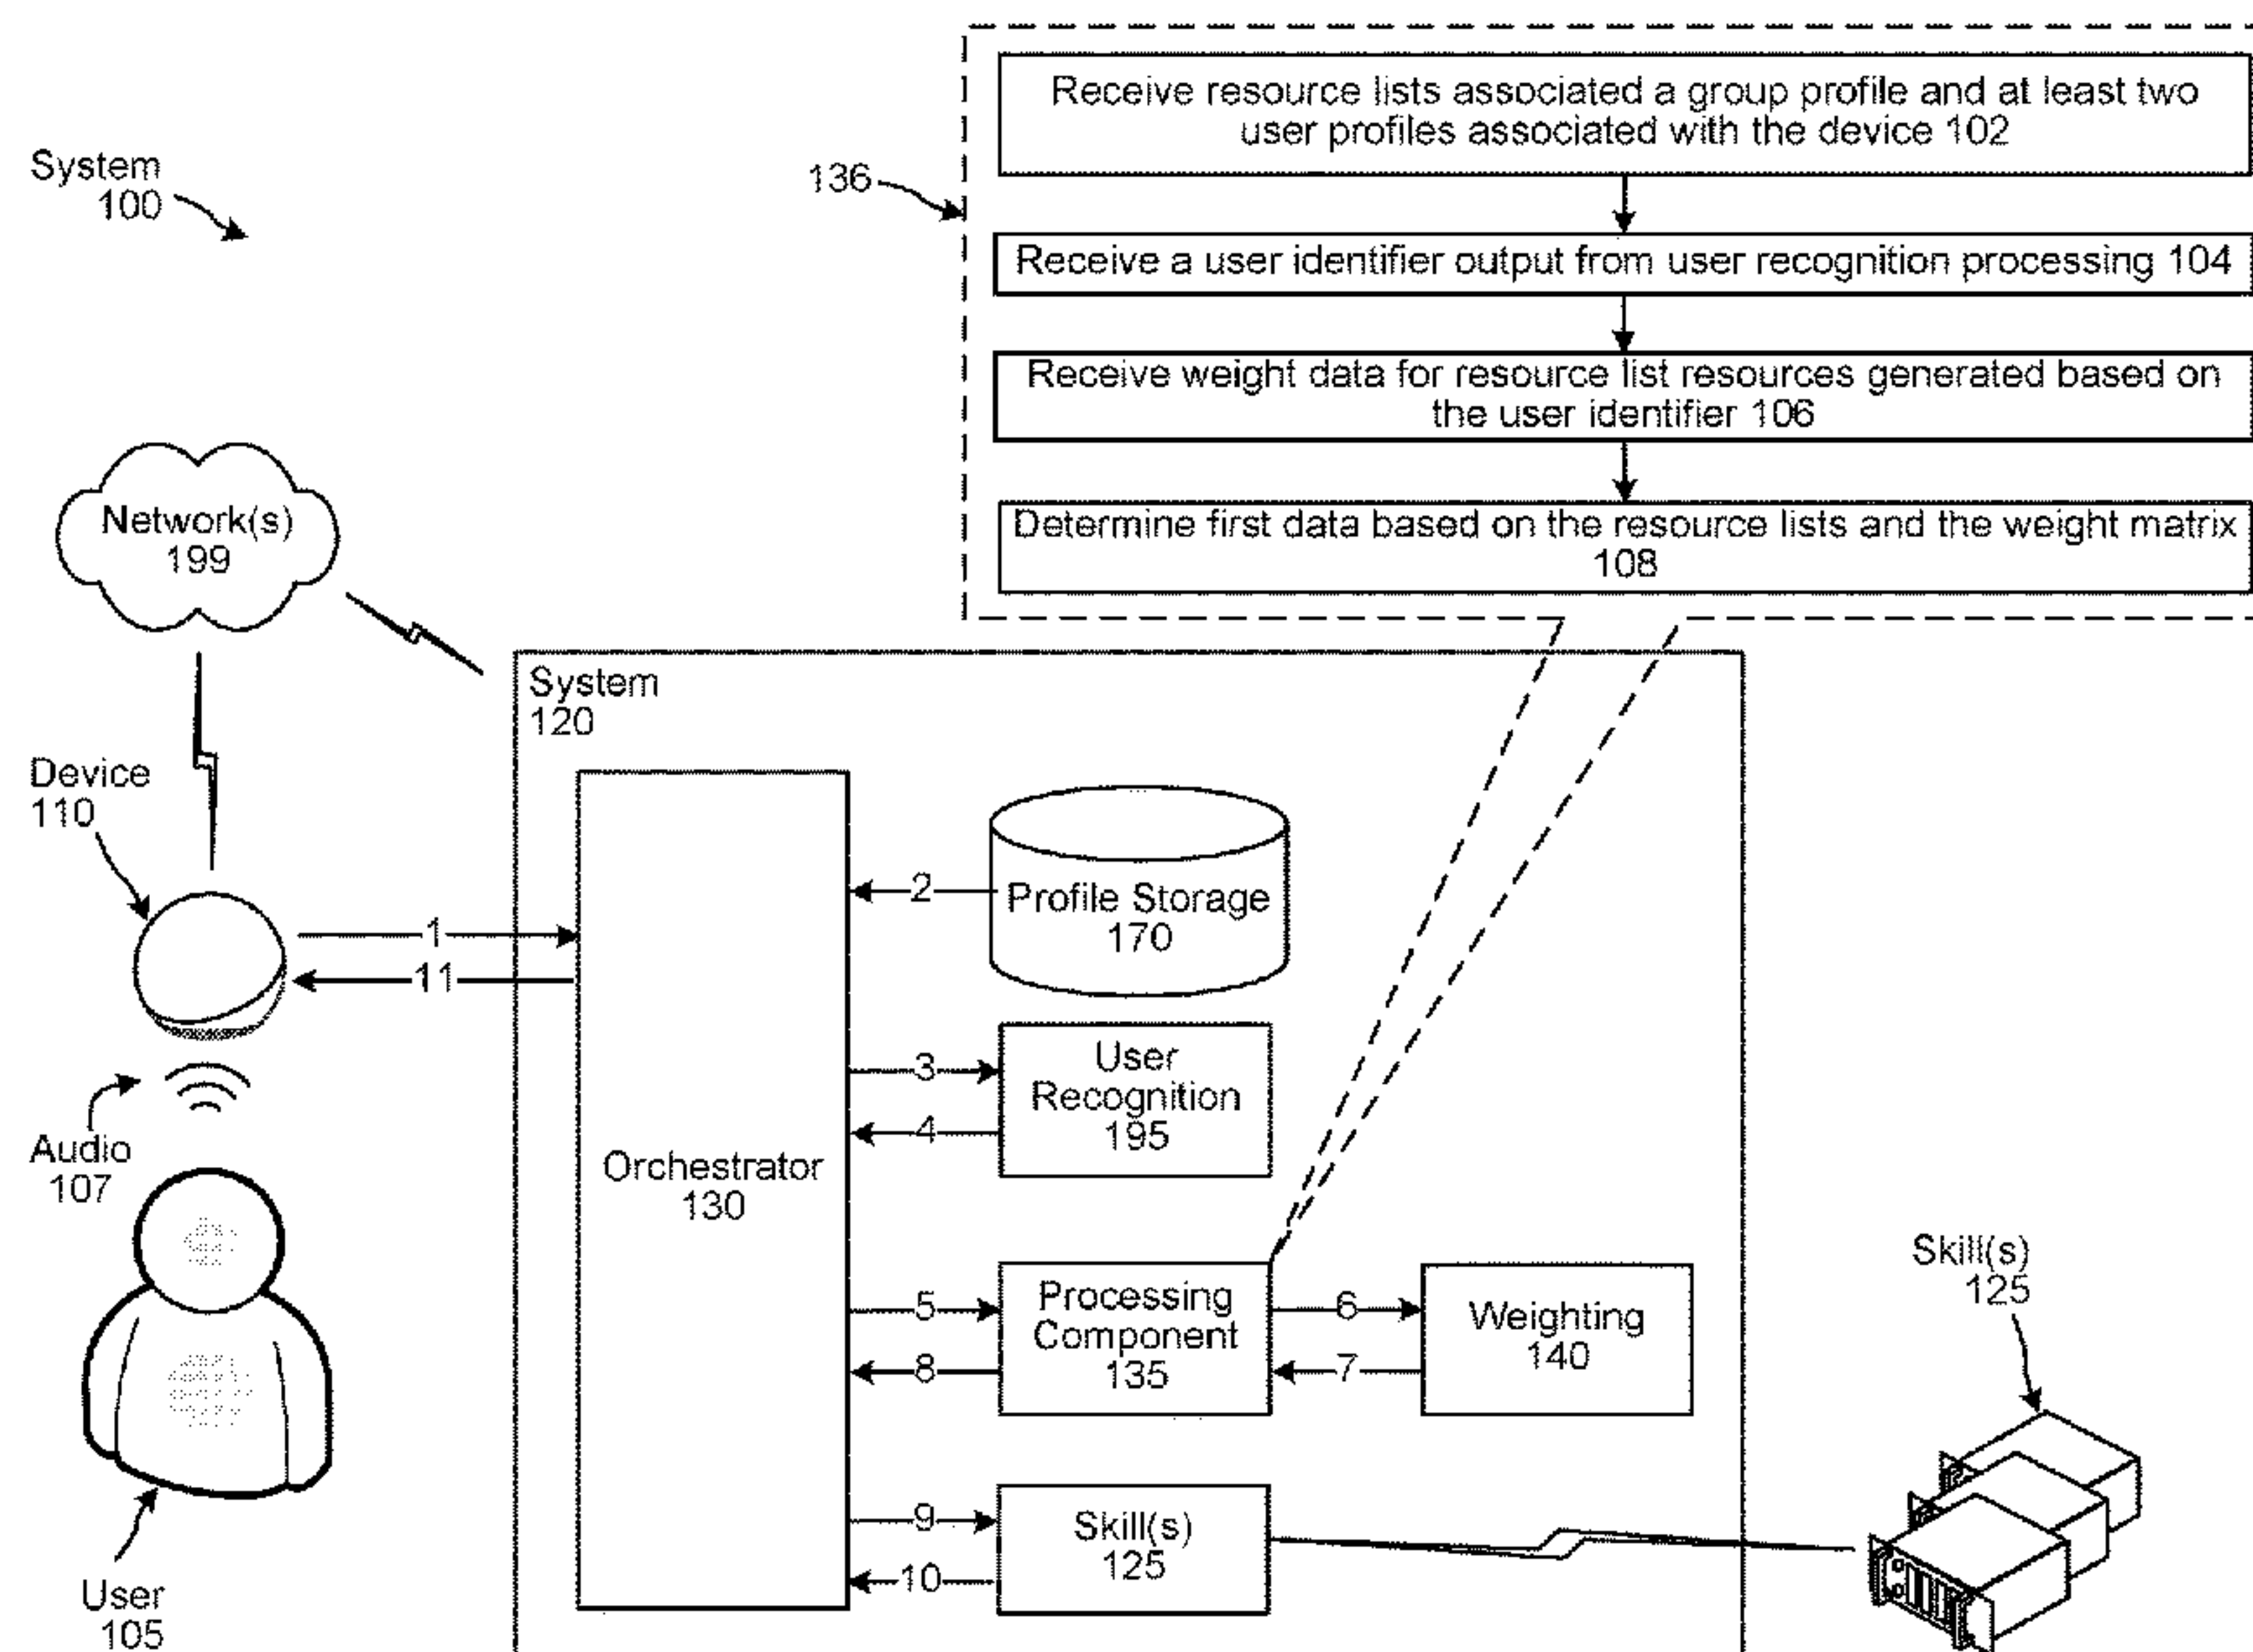 System
100
136
Receive resource lists associated a group profile and at least two
user profiles associated with the device 102
Receive a user identifier output from user recognition processing 104
Receive weight data for resource list resources generated based on
the user identifier 106
Determine first data based on the resource lists and the weight matrix
108
Network(s)
199
System
120
Device
110
1
11
2
Profile Storage
170
3
4
User
Recognition
195
Audio
107
Orchestrator
130
5
8
Processing
Component
135
6
7
Weighting
140
Skill(s)
125
9
10
Skill(s)
125
User
105